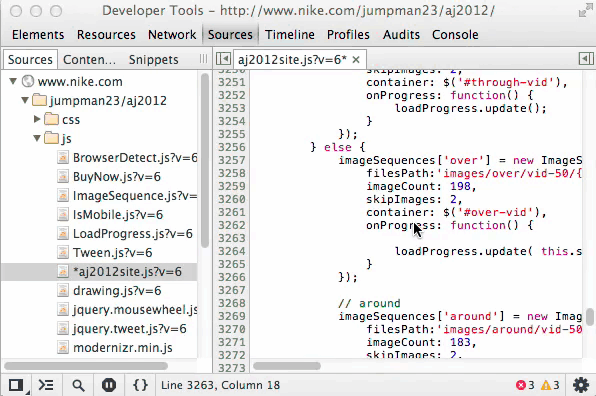 Developer Tools - http://www.nike.com/jumpman23/aj2012/
Elements Resources Network Sources Timeline Profiles Audits Console
Sources Conten... Snippets
aj2012site.js?v=6* ×
www.nike.com
jumpman23/aj2012
css
js
BrowserDetect.js?v=6
BuyNow.js?v=6
ImageSequence.js?v=6
IsMobile.js?v=6
LoadProgress.js?v=6
Tween.js?v=6
*aj2012site.js?v=6
drawing.js?v=6
jquery.mousewheel.js
jquery.tweet.js?v=6
modernizr.min.js
3250 skipImages: 2,
3251 container: $('#through-vid'),
3252 onProgress: function() {
3253 loadProgress.update();
3254 }
3255 });
3256 } else {
3257 imageSequences['over'] = new ImageS
3258 filesPath:'images/over/vid-50/{
3259 imageCount: 198,
3260 skipImages: 2,
3261 container: $('#over-vid'),
3262 onProgress: function() {
3263
3264 loadProgress.update( this.s
3265 }
3266 });
3267
3268 // around
3269 imageSequences['around'] = new Imag
3270 filesPath:'images/around/vid-50
3271 imageCount: 183,
3272 skipImages: 2,
3273
{ } Line 3263, Column 18 3 3